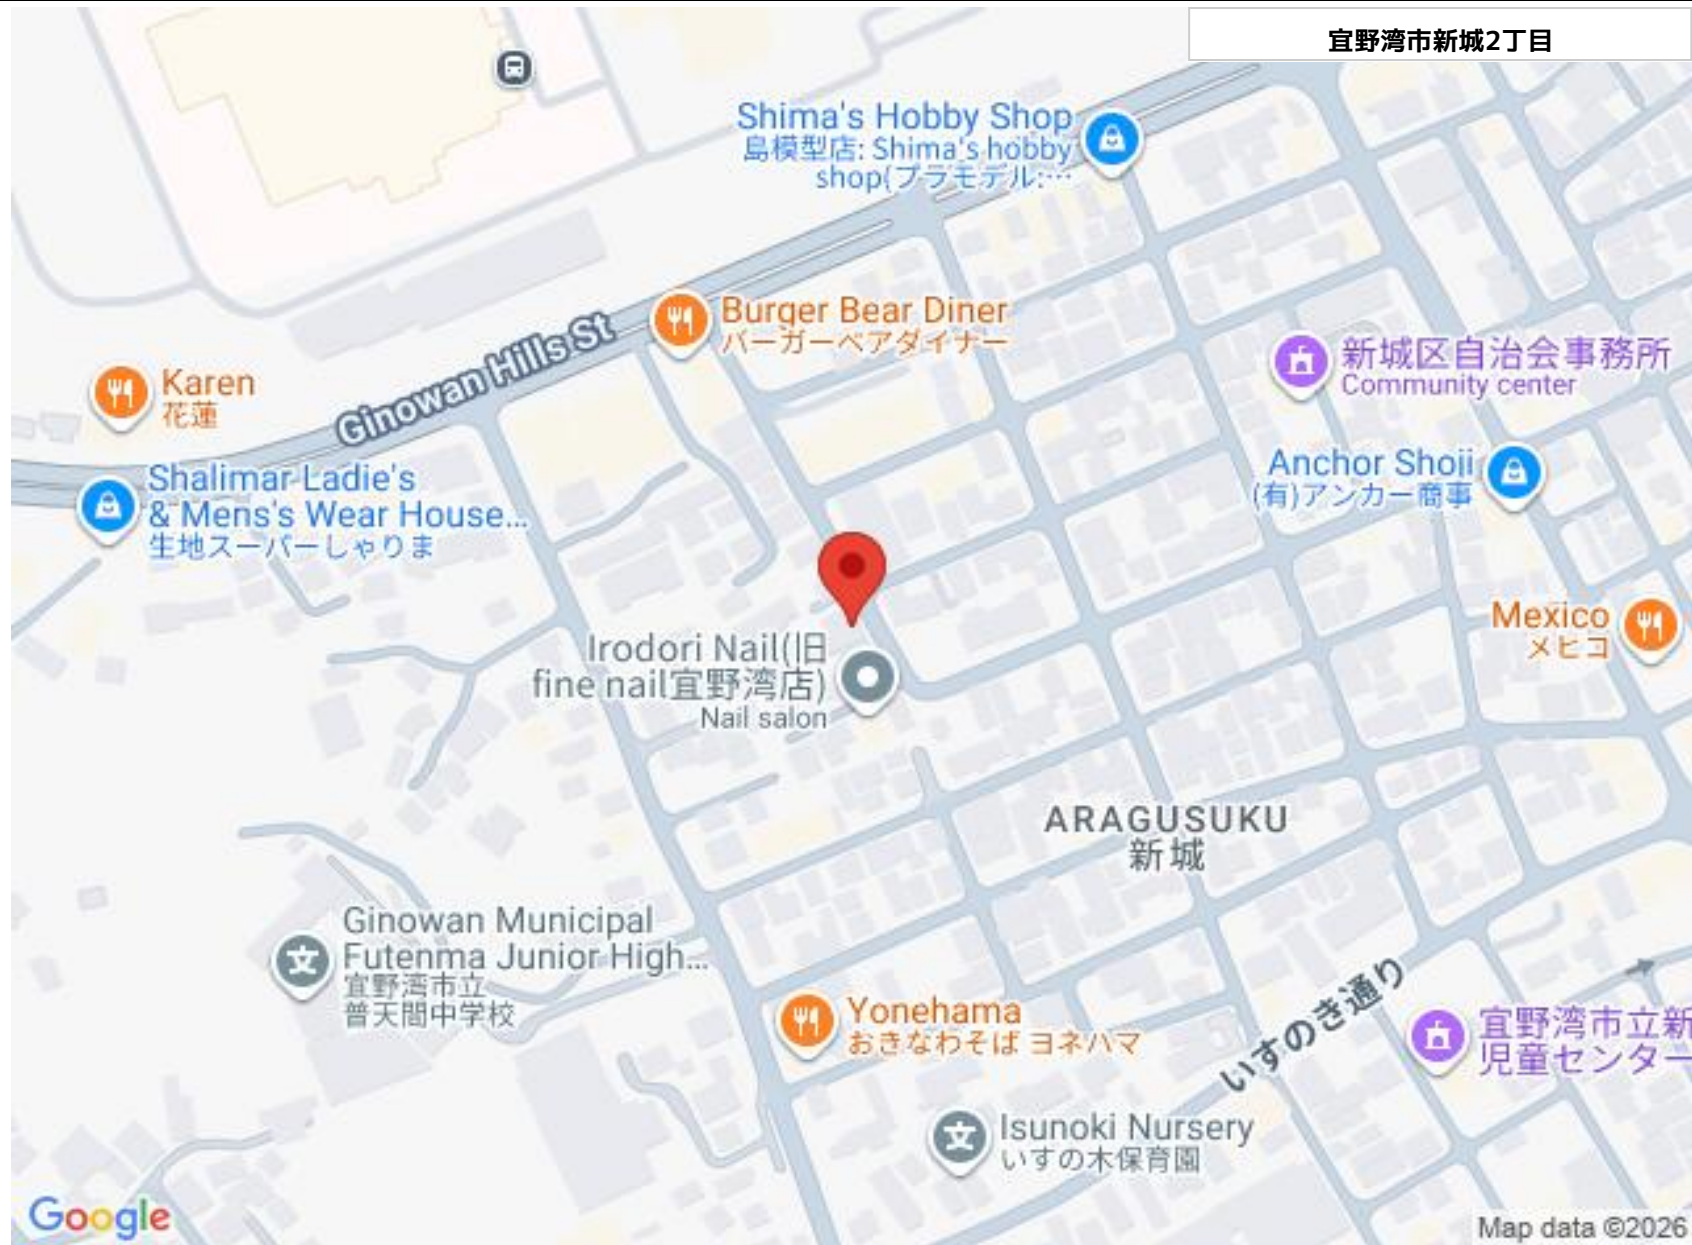 宜野湾市新城2丁目
Shima's Hobby Shop
島模型店: Shima's hobby
shop(プラモデル:…
Burger Bear Diner
バーガーベアダイナー
Ginowan Hills St
Karen
花蓮
新城区自治会事務所
Community center
Shalimar Ladie's
& Mens's Wear House...
生地スーパーしゃりま
Anchor Shoji
(有)アンカー商事
Mexico
メヒコ
Irodori Nail(旧
fine nail宜野湾店)
Nail salon
ARAGUSUKU
新城
Ginowan Municipal
Futenma Junior High...
宜野湾市立
普天間中学校
いすのき通り
Yonehama
おきなわそば ヨネハマ
宜野湾市立新
児童センター
Isunoki Nursery
いすの木保育園
Google
Map data ©2026